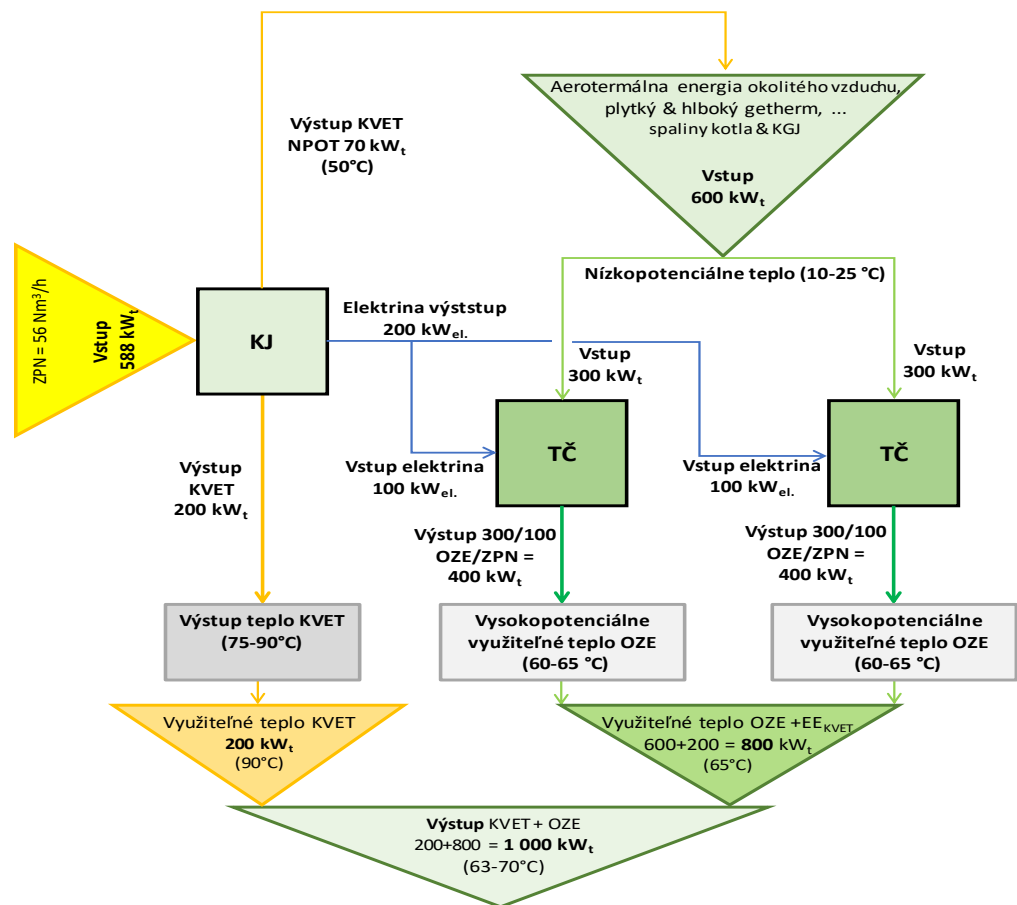 Aerotermálna energia okolitého vzduchu,
plytký & hlboký getherm, ...
spaliny kotla & KGJ
Vstup
600 kWt
Výstup KVET
NPOT 70 kWt
(50°C)
Nízkopotenciálne teplo (10-25 °C)
ZPN = 56 Nm³/h
Vstup
588 kWt
KJ
Elektrina výststup
200 kWel.
Vstup
300 kWt
Vstup
300 kWt
TČ
TČ
Výstup
KVET
200 kWt
Vstup elektrina
100 kWel.
Vstup elektrina
100 kWel.
Výstup 300/100
OZE/ZPN =
400 kWt
Výstup 300/100
OZE/ZPN =
400 kWt
Výstup teplo KVET
(75-90°C)
Vysokopotenciálne
využiteľné teplo OZE
(60-65 °C)
Vysokopotenciálne
využiteľné teplo OZE
(60-65 °C)
Využiteľné teplo KVET
200 kWt
(90°C)
Využiteľné teplo OZE +EEKVET
600+200 = 800 kWt
(65°C)
Výstup KVET + OZE
200+800 = 1 000 kWt
(63-70°C)